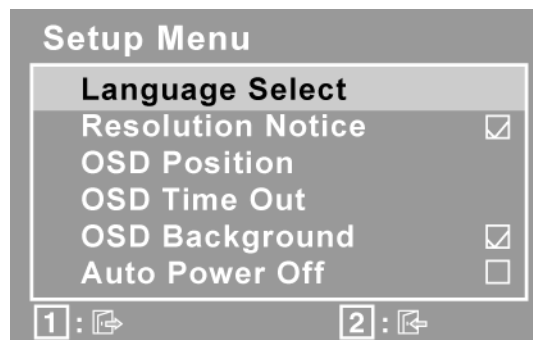 Setup Menu
Language Select
Resolution Notice
OSD Position
OSD Time Out
OSD Background
Auto Power Off
1 : 2 :